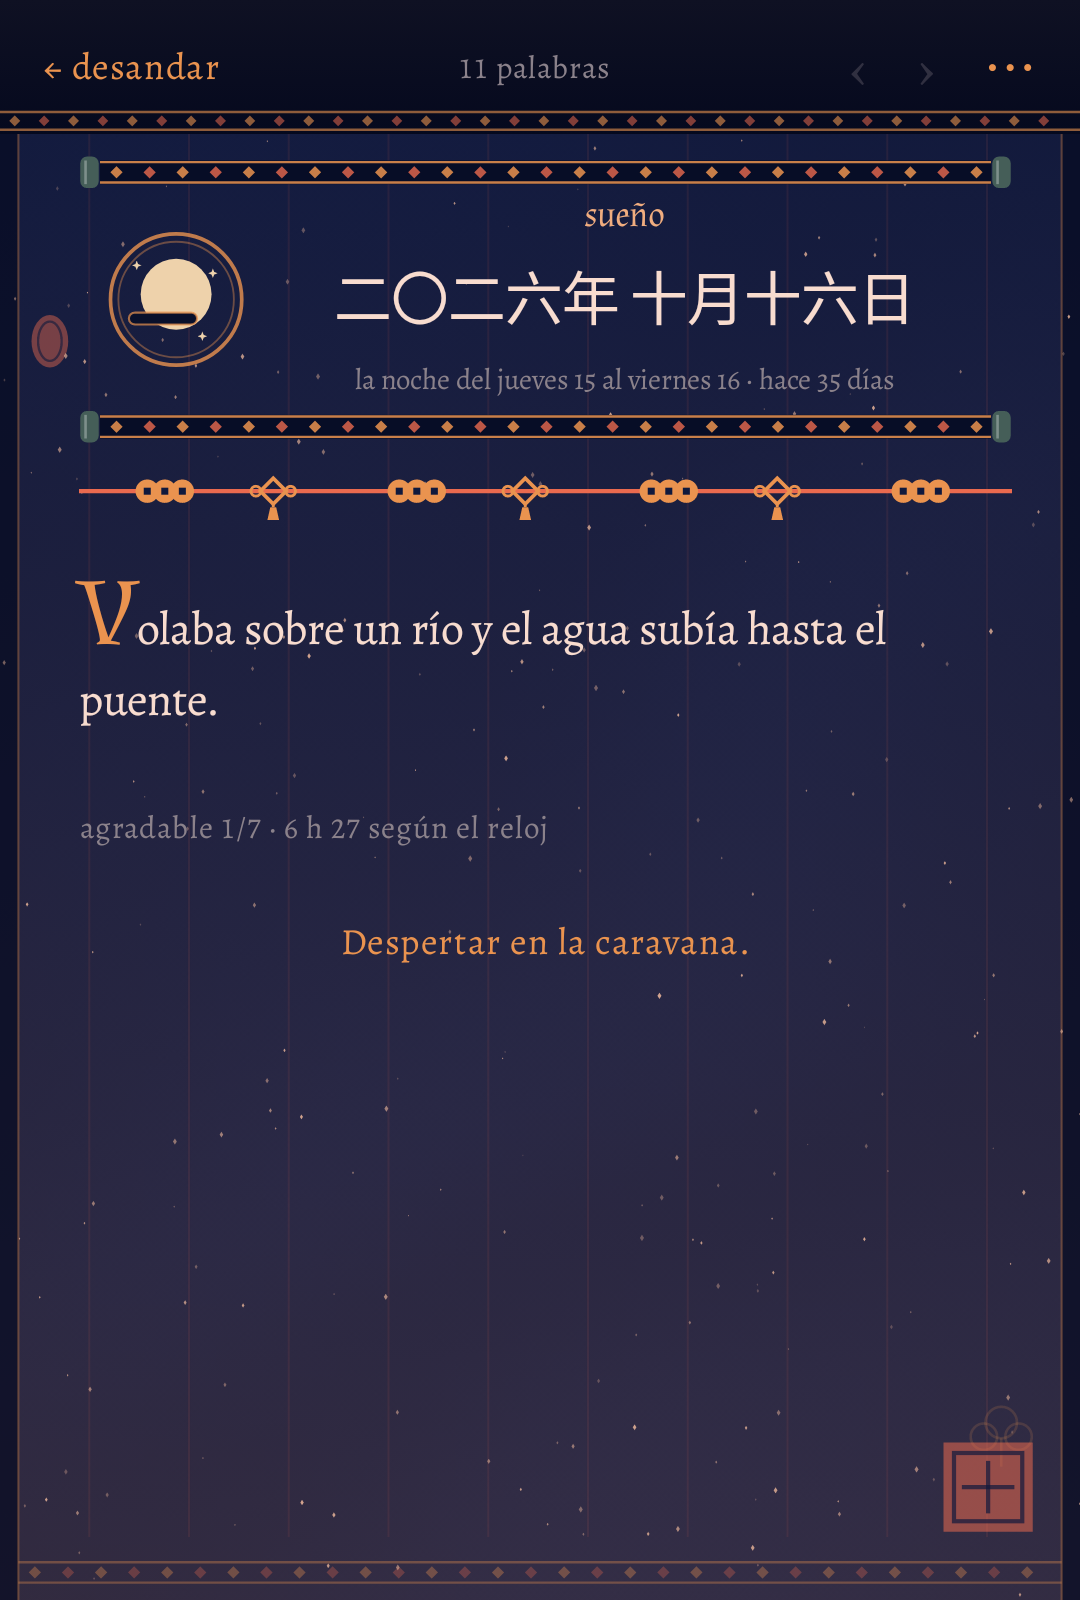 ← desandar
11 palabras
‹ › •••
sueño
二〇二六年 十月十六日
la noche del jueves 15 al viernes 16 · hace 35 días
Volaba sobre un río y el agua subía hasta el
puente.
agradable 1/7 · 6 h 27 según el reloj
Despertar en la caravana.